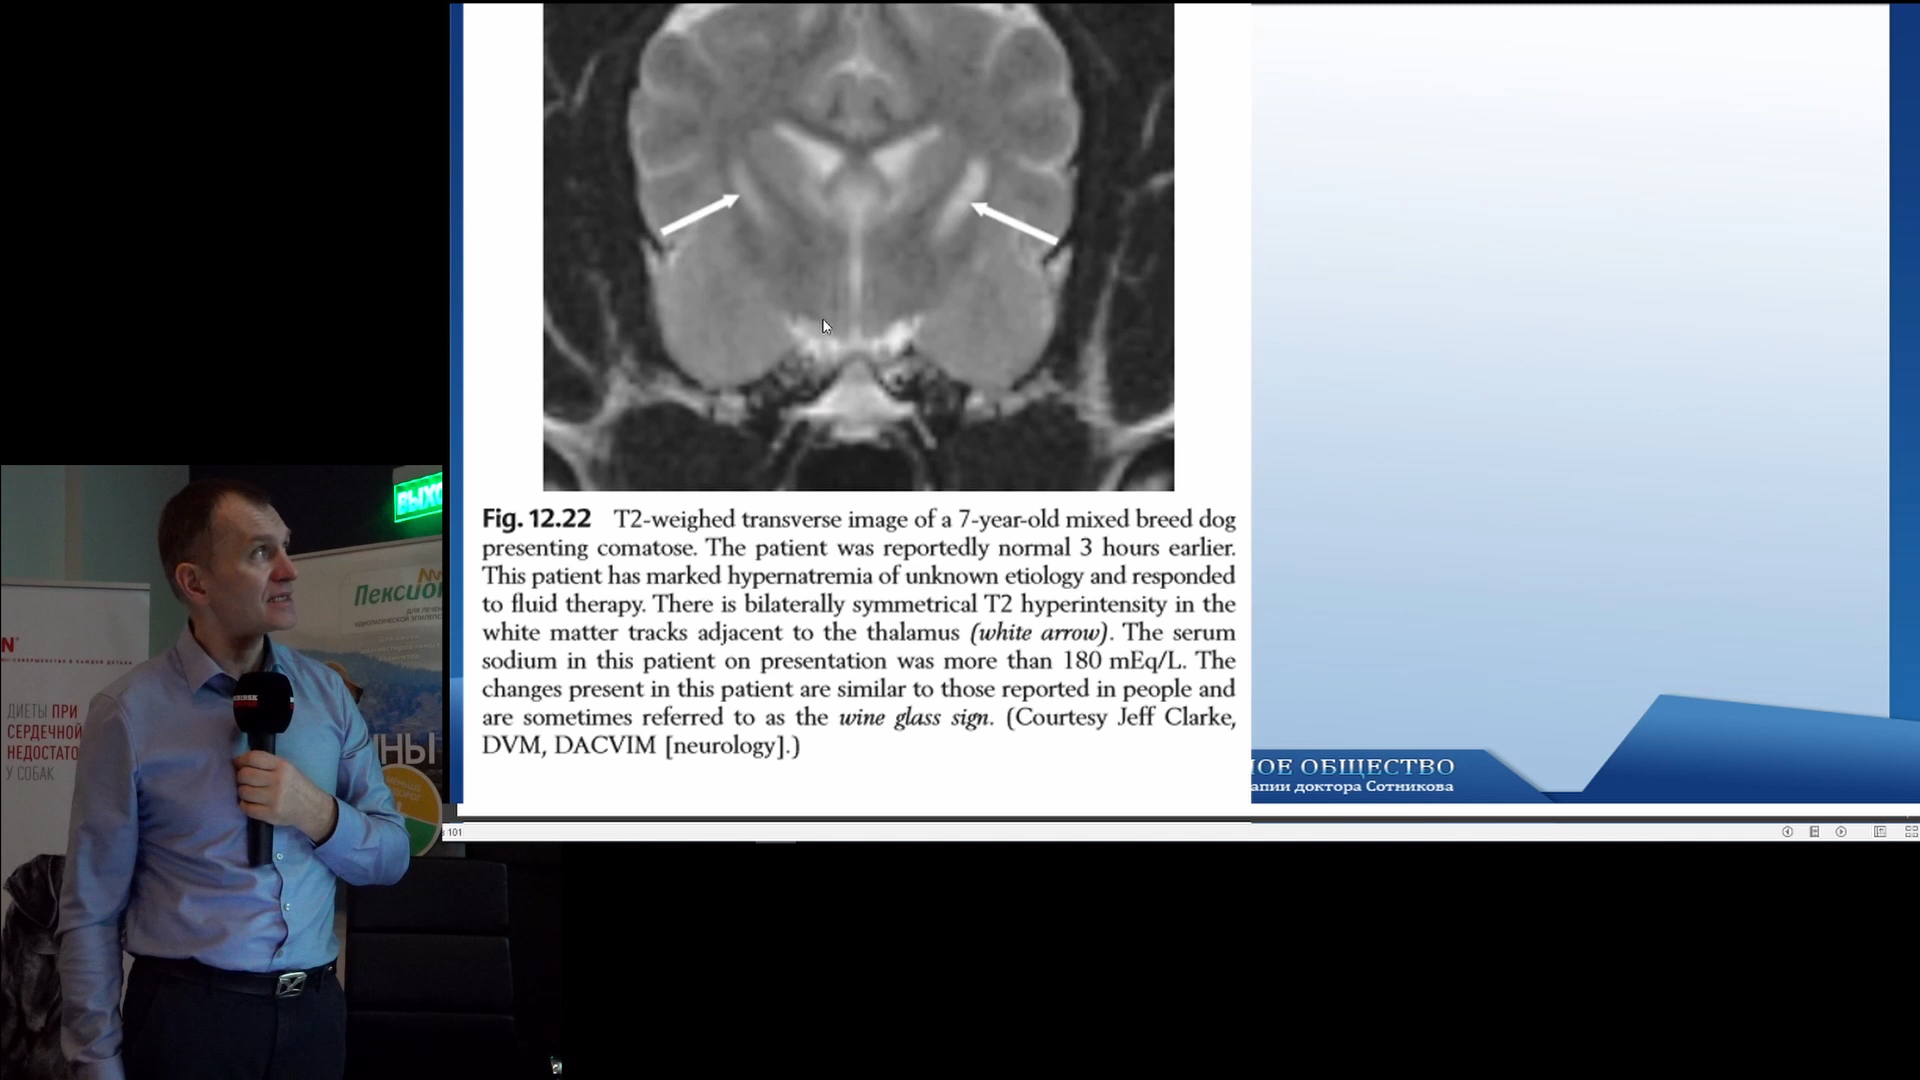 Fig. 12.22 T2-weighed transverse image of a 7-year-old mixed breed dog
presenting comatose. The patient was reportedly normal 3 hours earlier.
This patient has marked hypernatremia of unknown etiology and responded
to fluid therapy. There is bilaterally symmetrical T2 hyperintensity in the
white matter tracks adjacent to the thalamus (white arrow). The serum
sodium in this patient on presentation was more than 180 mEq/L. The
changes present in this patient are similar to those reported in people and
are sometimes referred to as the wine glass sign. (Courtesy Jeff Clarke,
DVM, DACVIM [neurology].)
НОЕ ОБЩЕСТВО
апии доктора Сотникова
101
ВЫХО
Пексион
N
ДИЕТЫ ПРИ
СЕРДЕЧНОЙ
НЕДОСТАТО
У СОБАК
НЫ